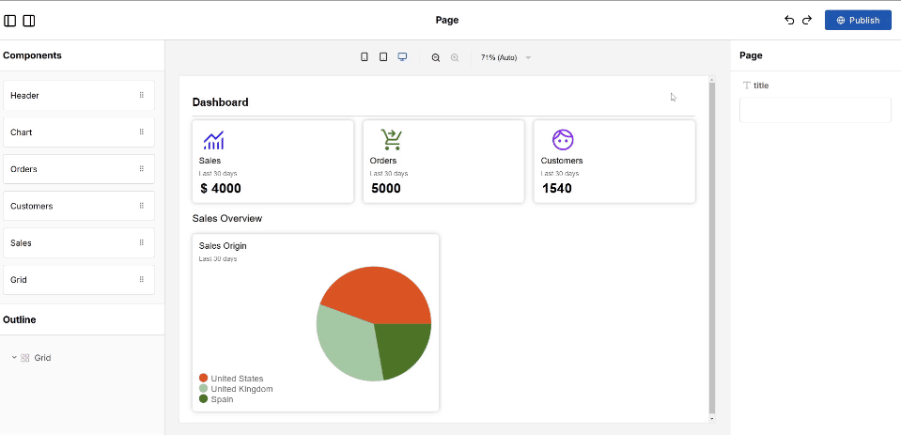 Page
Publish
Components
71% (Auto)
Page
Header
Chart
Orders
Customers
Sales
Grid
Outline
Grid
Dashboard
Sales
Last 30 days
$ 4000
Orders
Last 30 days
5000
Customers
Last 30 days
1540
Sales Overview
Sales Origin
Last 30 days
United States
United Kingdom
Spain
title